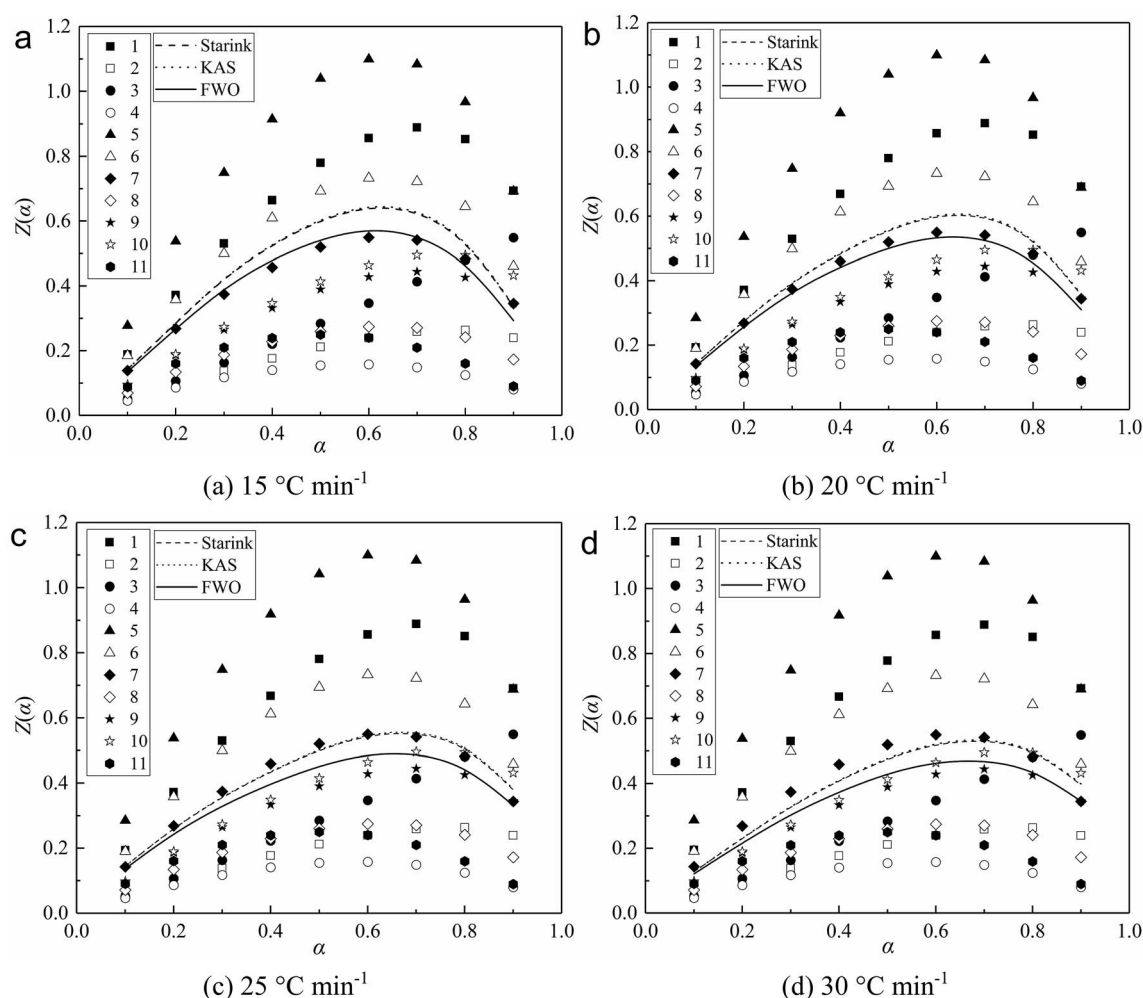 a
1.2
1.0
0.8
0.6
0.4
0.2
0.0
Z(α)
1
2
3
4
5
6
7
8
9
10
11
Starink
KAS
FWO
0.0 0.2 0.4 0.6 0.8 1.0
α
(a) 15 °C min-1
b
1.2
1.0
0.8
0.6
0.4
0.2
0.0
Z(α)
1
2
3
4
5
6
7
8
9
10
11
Starink
KAS
FWO
0.0 0.2 0.4 0.6 0.8 1.0
α
(b) 20 °C min-1
c
1.2
1.0
0.8
0.6
0.4
0.2
0.0
Z(α)
1
2
3
4
5
6
7
8
9
10
11
Starink
KAS
FWO
0.0 0.2 0.4 0.6 0.8 1.0
α
(c) 25 °C min-1
d
1.2
1.0
0.8
0.6
0.4
0.2
0.0
Z(α)
1
2
3
4
5
6
7
8
9
10
11
Starink
KAS
FWO
0.0 0.2 0.4 0.6 0.8 1.0
α
(d) 30 °C min-1